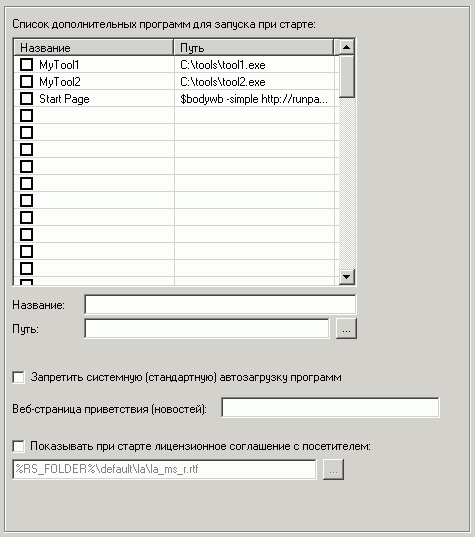 Список дополнительных программ для запуска при старте:
Название Путь
MyTool1 C:\tools\tool1.exe
MyTool2 C:\tools\tool2.exe
Start Page $bodywb -simple http://runpa...
Название:
Путь:
...
Запретить системную (стандартную) автозагрузку программ
Веб-страница приветствия (новостей):
Показывать при старте лицензионное соглашение с посетителем:
%RS_FOLDER%\default\la\la_ms_r.rtf
...